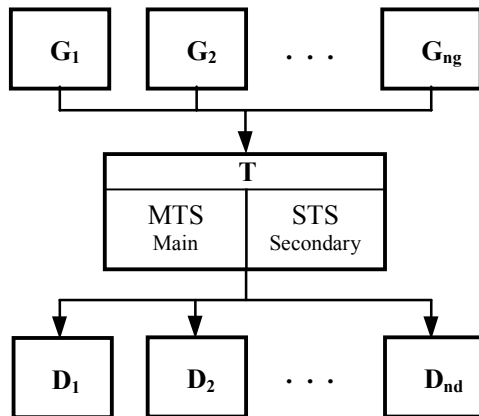 G1 G2 . . . Gng
T
MTS STS
Main Secondary
D1 D2 . . . Dnd